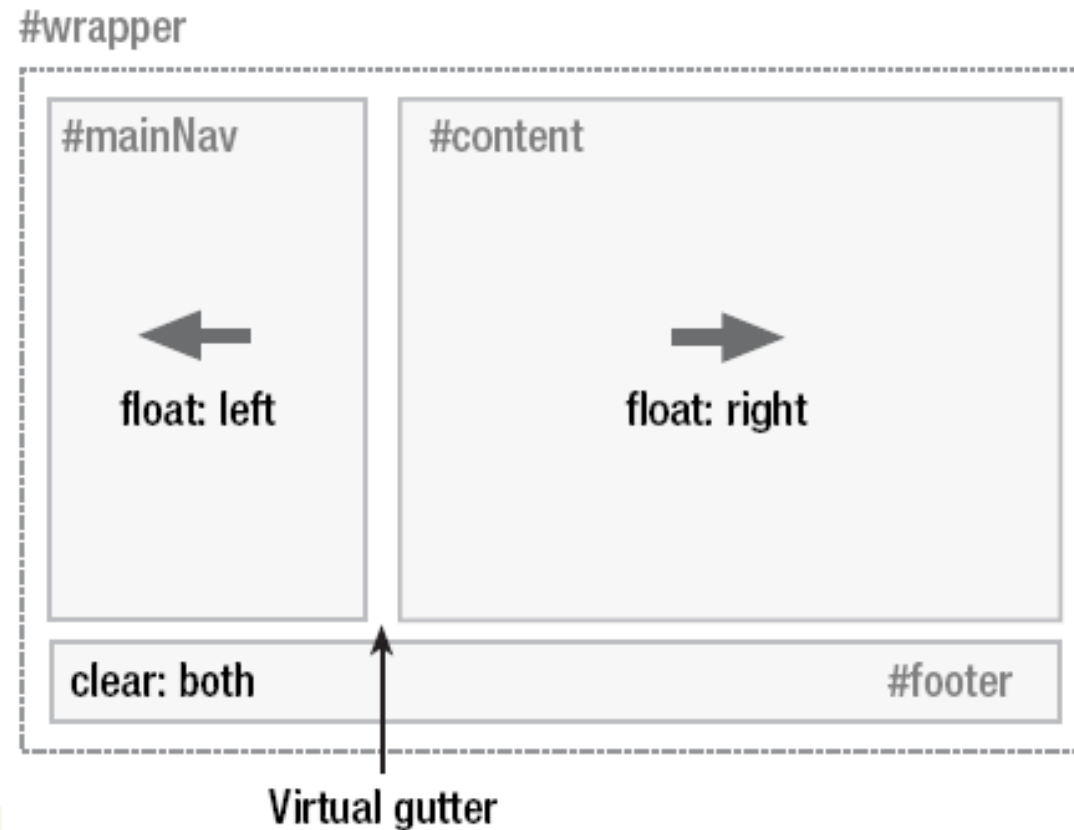 #wrapper
#mainNav
#content
float: left
float: right
clear: both
#footer
Virtual gutter